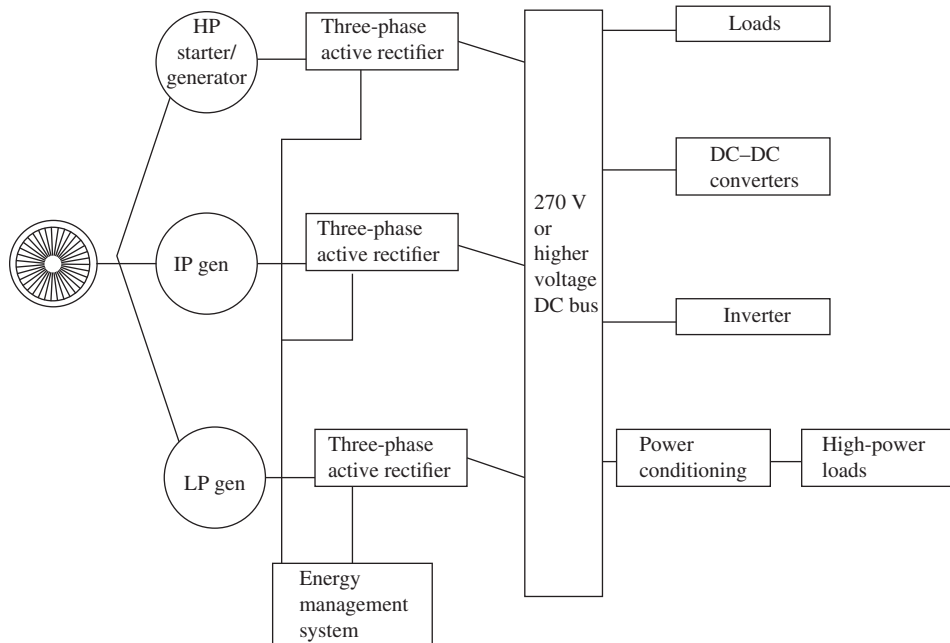 HP
starter/
generator
Three-phase
active rectifier
Loads
DC–DC
converters
270 V
or
higher
voltage
DC bus
IP gen
Three-phase
active rectifier
Inverter
LP gen
Three-phase
active rectifier
Power
conditioning
High-power
loads
Energy
management
system